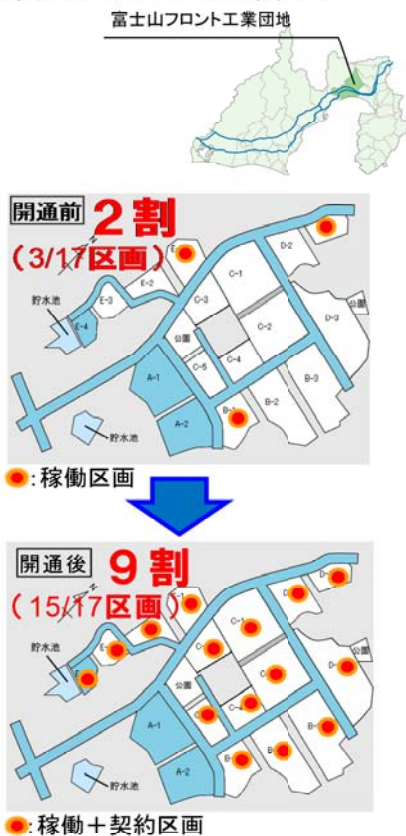 富士山フロント工業団地
開通前 2割
(3/17区画)
D-2
E-2
C-1
E-3
貯水池
C-3
公園
E-4
D-3
C-2
公園
A-1
C-5
C-4
B-3
B-2
A-2
貯水池
:稼働区画
開通後 9割
(15/17区画)
貯水池
公園
公園
A-1
A-2
貯水池
:稼働+契約区画